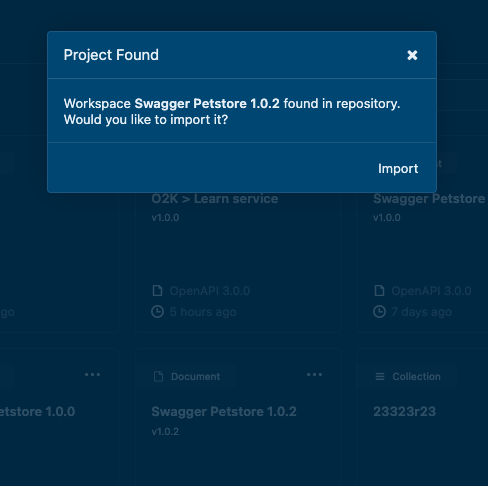 Project Found
Workspace Swagger Petstore 1.0.2 found in repository.
Would you like to import it?
Import
O2K > Learn service
v1.0.0
Swagger Petstore
v1.0.0
OpenAPI 3.0.0
5 hours ago
OpenAPI 3.0.0
7 days ago
ago
etstore 1.0.0
Document
Swagger Petstore 1.0.2
v1.0.2
Collection
23323r23